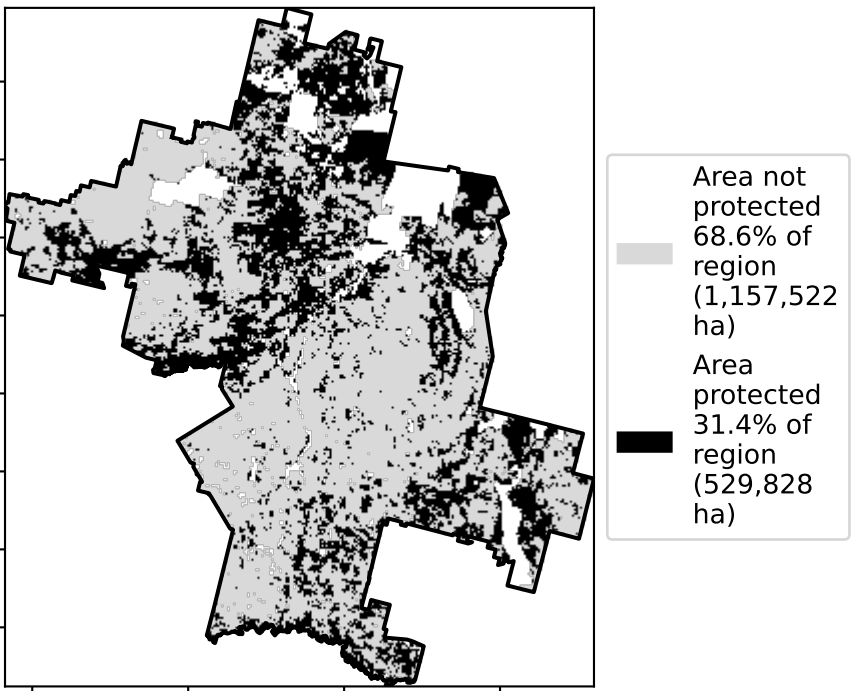 Area not
protected
68.6% of
region
(1,157,522
ha)
Area
protected
31.4% of
region
(529,828
ha)